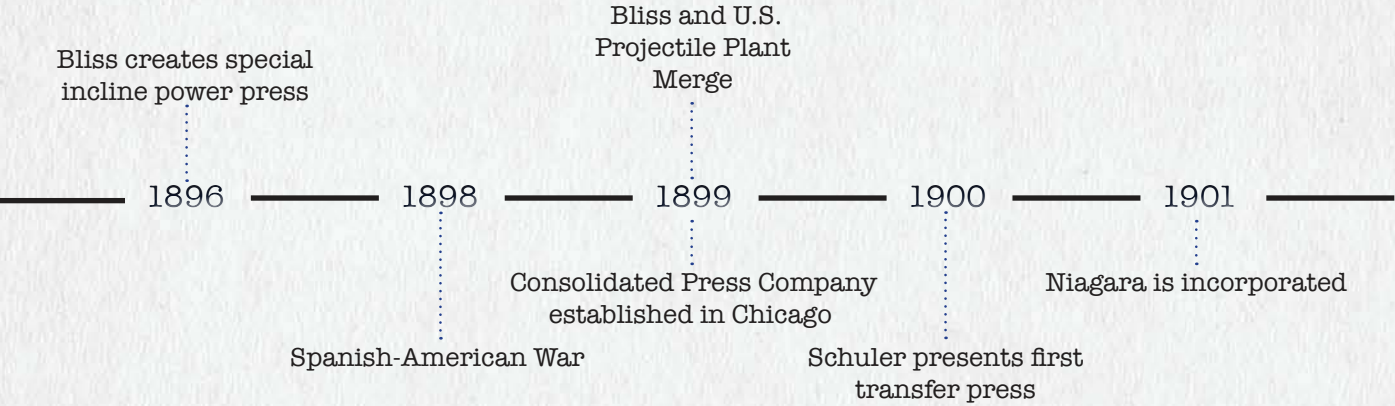 Bliss and U.S.
Projectile Plant
Merge
Bliss creates special
incline power press
1896
1898
1899
1900
1901
Consolidated Press Company
established in Chicago
Niagara is incorporated
Spanish-American War
Schuler presents first
transfer press